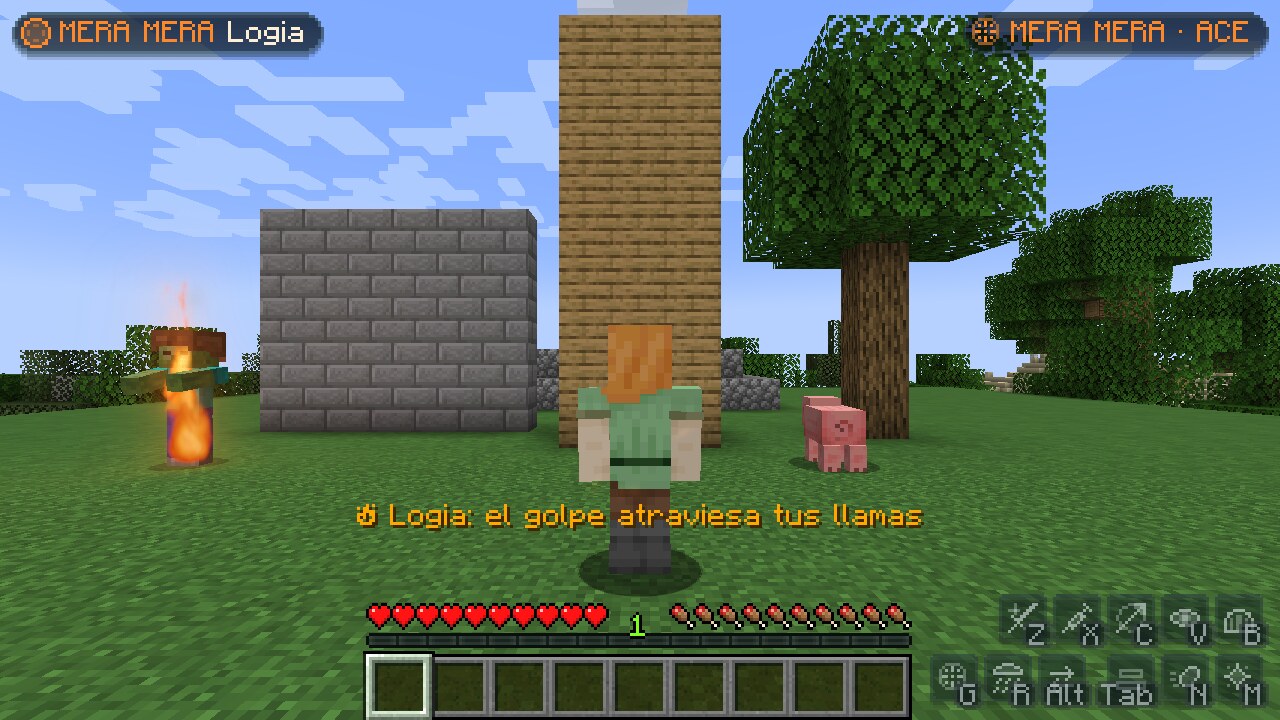 MERA MERA Logia
MERA MERA · ACE
Logia: el golpe atraviesa tus llamas
1
Z X C V B
G R Alt Tab N M